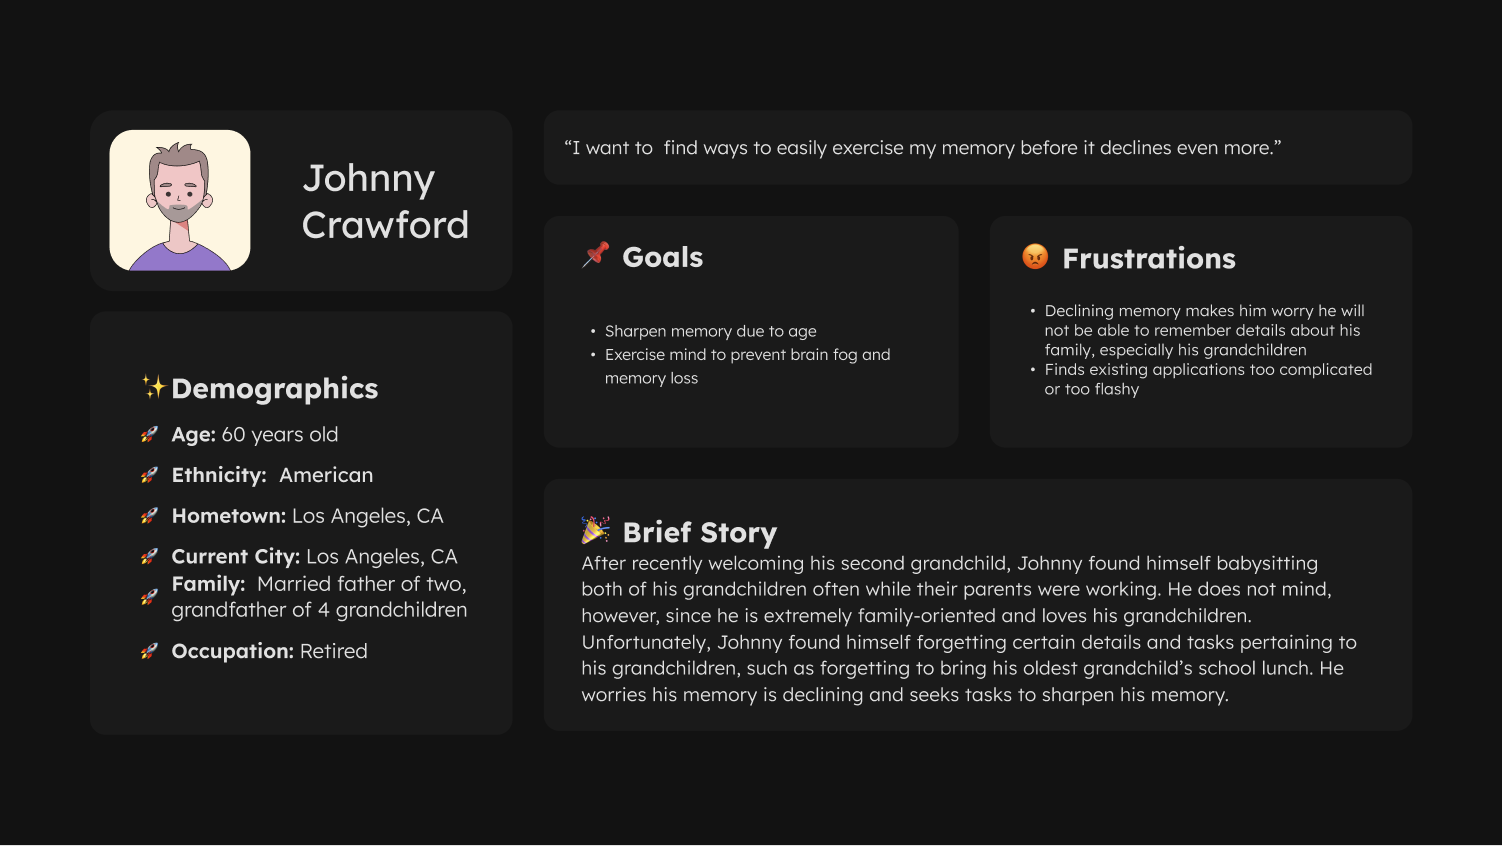 Johnny
Crawford
“I want to  find ways to easily exercise my memory before it declines even more.”
Goals
• Sharpen memory due to age
• Exercise mind to prevent brain fog and
memory loss
Frustrations
• Declining memory makes him worry he will
not be able to remember details about his
family, especially his grandchildren
• Finds existing applications too complicated
or too flashy
Demographics
Age: 60 years old
Ethnicity:  American
Hometown: Los Angeles, CA
Current City: Los Angeles, CA
Family:  Married father of two,
grandfather of 4 grandchildren
Occupation: Retired
Brief Story
After recently welcoming his second grandchild, Johnny found himself babysitting
both of his grandchildren often while their parents were working. He does not mind,
however, since he is extremely family-oriented and loves his grandchildren.
Unfortunately, Johnny found himself forgetting certain details and tasks pertaining to
his grandchildren, such as forgetting to bring his oldest grandchild’s school lunch. He
worries his memory is declining and seeks tasks to sharpen his memory.